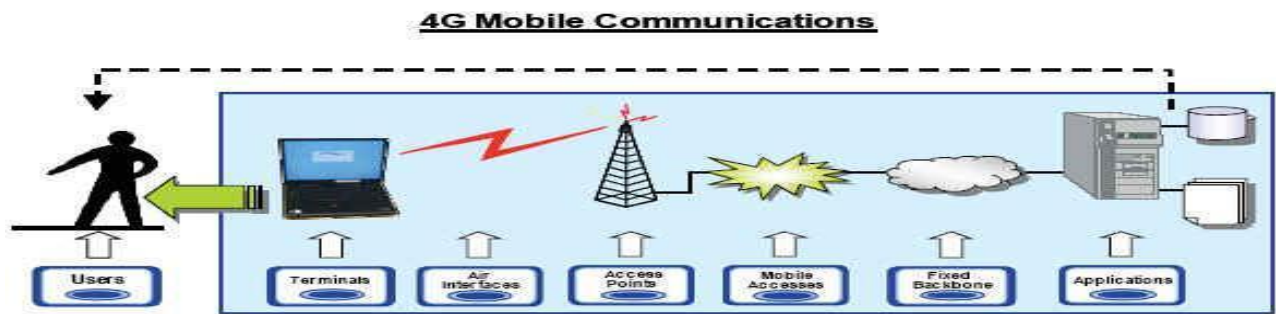 4G Mobile Communications
Users
Terminals
Air
Interfaces
Access
Points
Mobile
Accesses
Fixed
Backbone
Applications